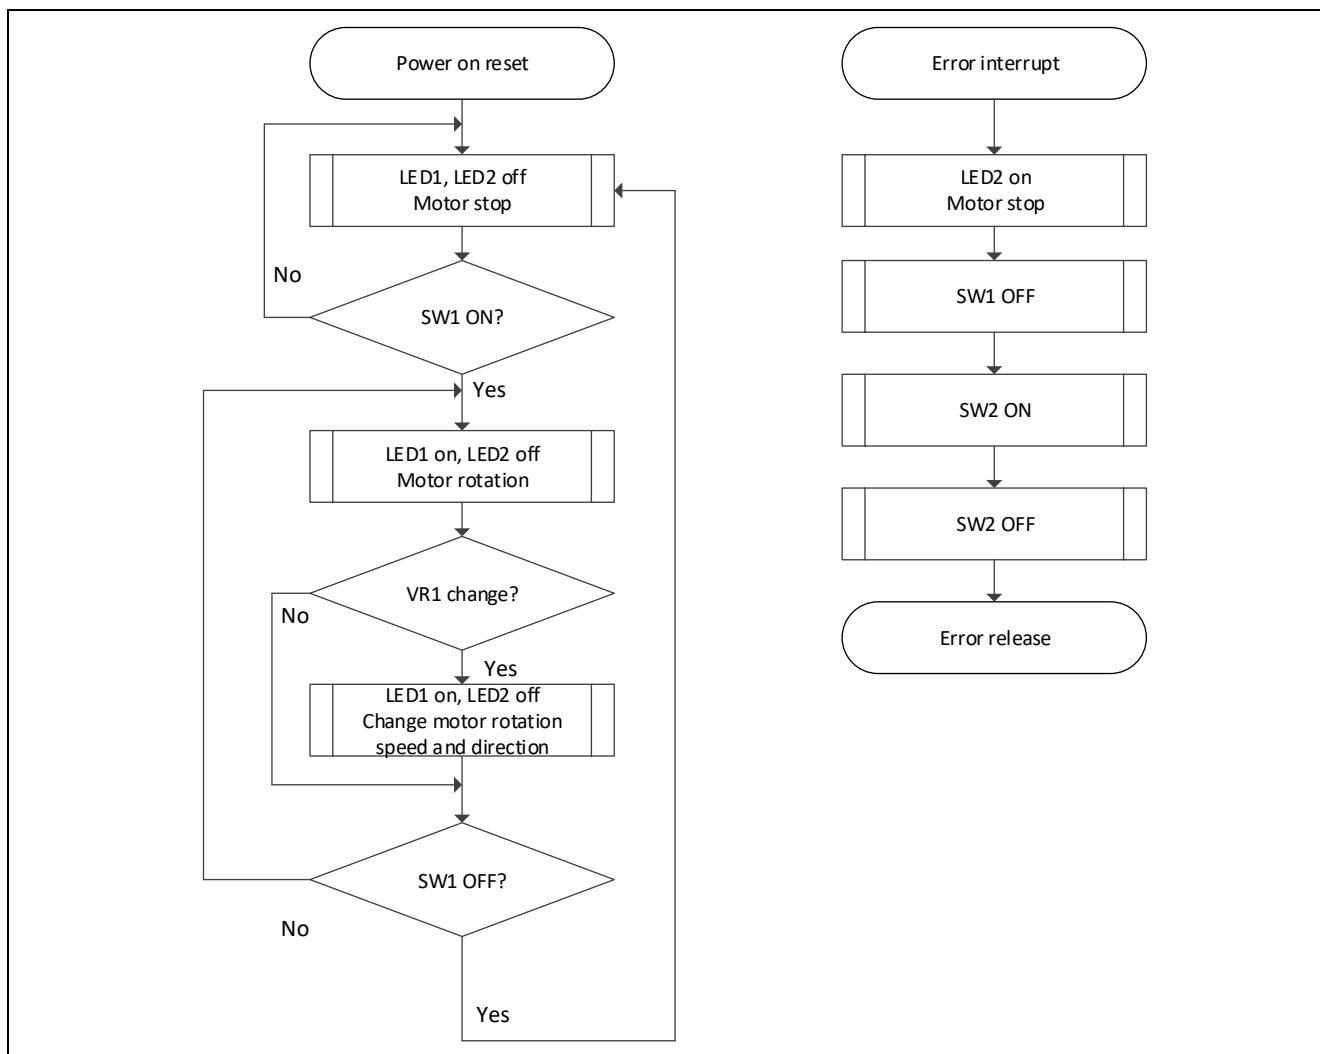 Power on reset
LED1, LED2 off
Motor stop
No
SW1 ON?
Yes
LED1 on, LED2 off
Motor rotation
VR1 change?
No
Yes
LED1 on, LED2 off
Change motor rotation
speed and direction
SW1 OFF?
No
Yes
Error interrupt
LED2 on
Motor stop
SW1 OFF
SW2 ON
SW2 OFF
Error release